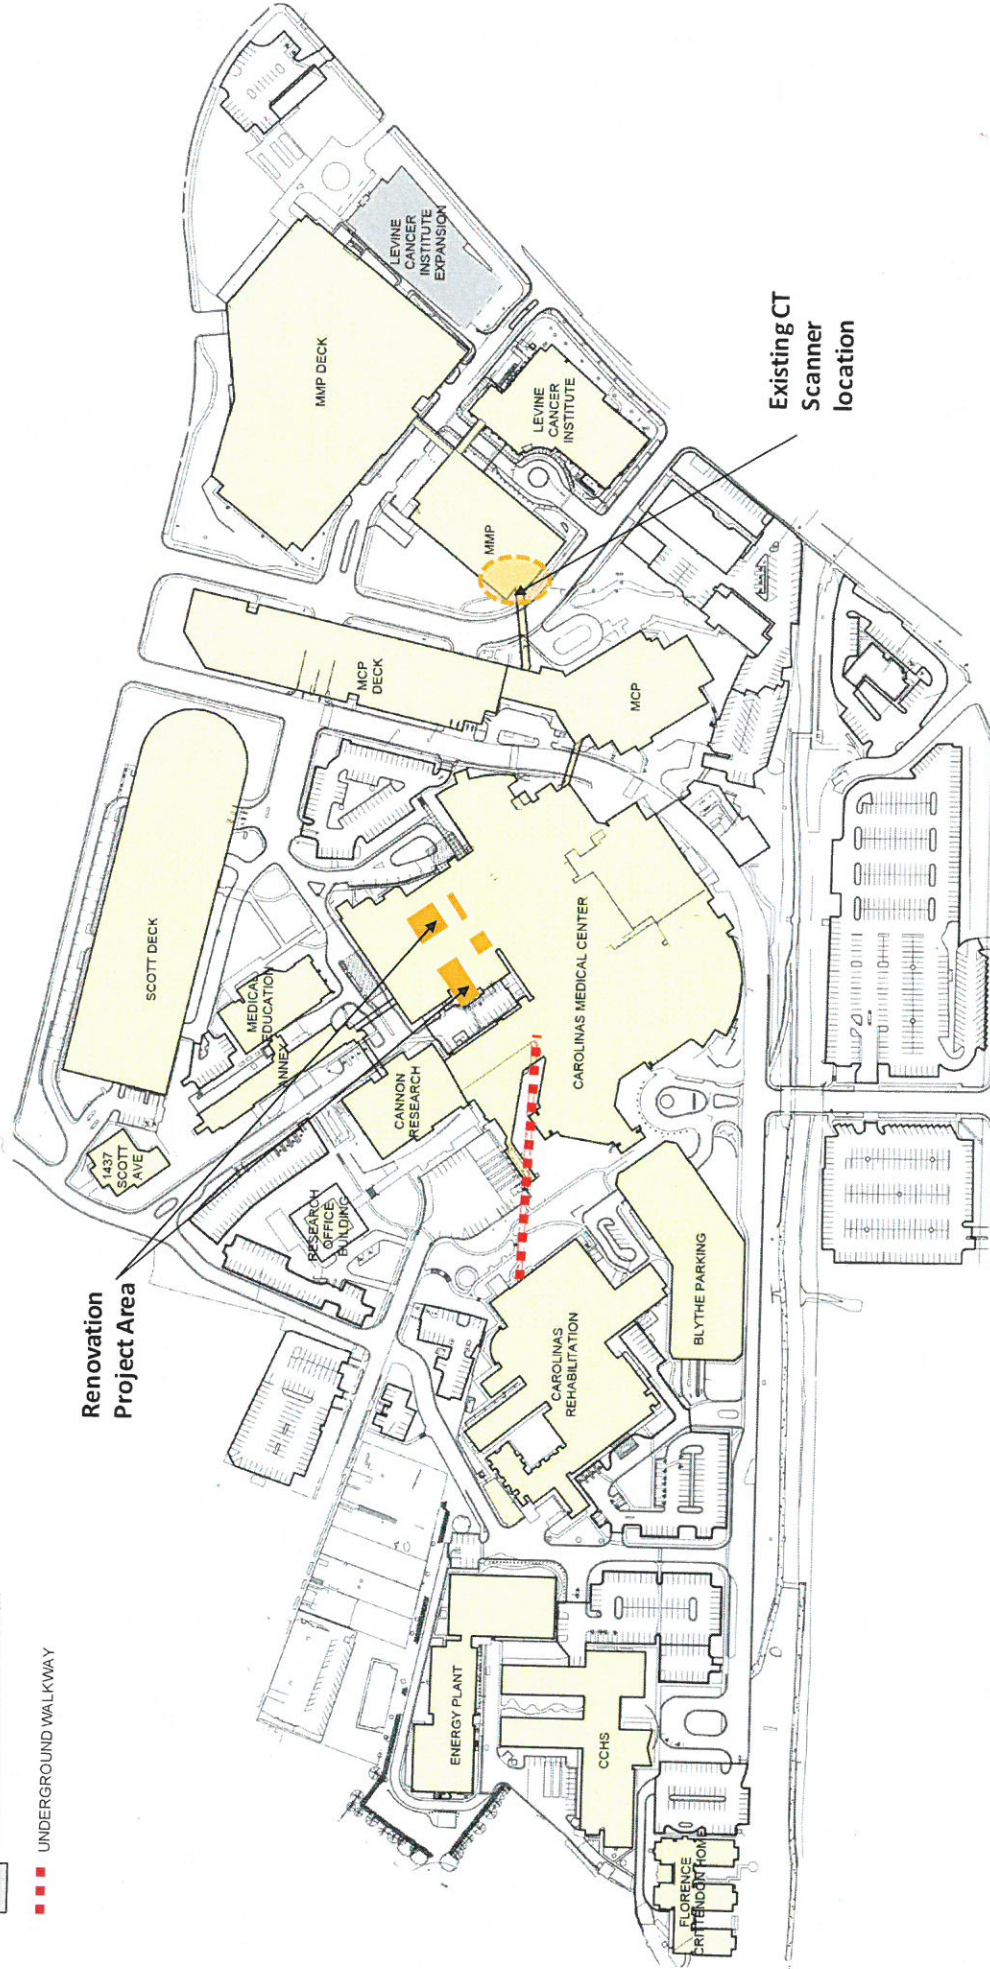 UNDERGROUND WALKWAY
Renovation
Project Area
Existing CT
Scanner
location
1437
SCOTT
AVE
SCOTT DECK
MEDICAL
EDUCATION
ANNEX
RESEARCH
OFFICE
BUILDING
CANNON
RESEARCH
MCP
DECK
MMP DECK
LEVINE
CANCER
INSTITUTE
EXPANSION
LEVINE
CANCER
INSTITUTE
MMP
MCP
CAROLINAS MEDICAL CENTER
CAROLINAS
REHABILITATION
BLYTHE PARKING
ENERGY PLANT
CCHS
FLORENCE
CRITTENDON HOME